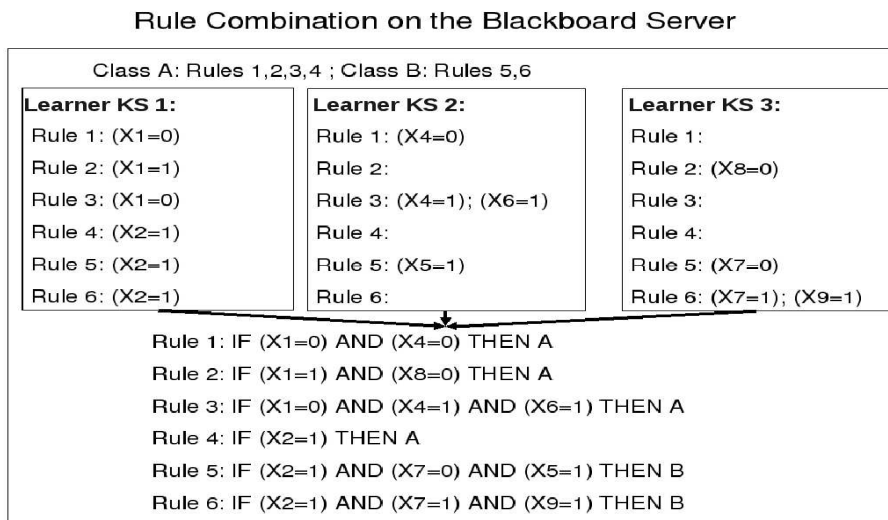 Rule Combination on the Blackboard Server
Class A: Rules 1,2,3,4 ; Class B: Rules 5,6
Learner KS 1:
Rule 1: (X1=0)
Rule 2: (X1=1)
Rule 3: (X1=0)
Rule 4: (X2=1)
Rule 5: (X2=1)
Rule 6: (X2=1)
Learner KS 2:
Rule 1: (X4=0)
Rule 2:
Rule 3: (X4=1); (X6=1)
Rule 4:
Rule 5: (X5=1)
Rule 6:
Learner KS 3:
Rule 1:
Rule 2: (X8=0)
Rule 3:
Rule 4:
Rule 5: (X7=0)
Rule 6: (X7=1); (X9=1)
Rule 1: IF (X1=0) AND (X4=0) THEN A
Rule 2: IF (X1=1) AND (X8=0) THEN A
Rule 3: IF (X1=0) AND (X4=1) AND (X6=1) THEN A
Rule 4: IF (X2=1) THEN A
Rule 5: IF (X2=1) AND (X7=0) AND (X5=1) THEN B
Rule 6: IF (X2=1) AND (X7=1) AND (X9=1) THEN B